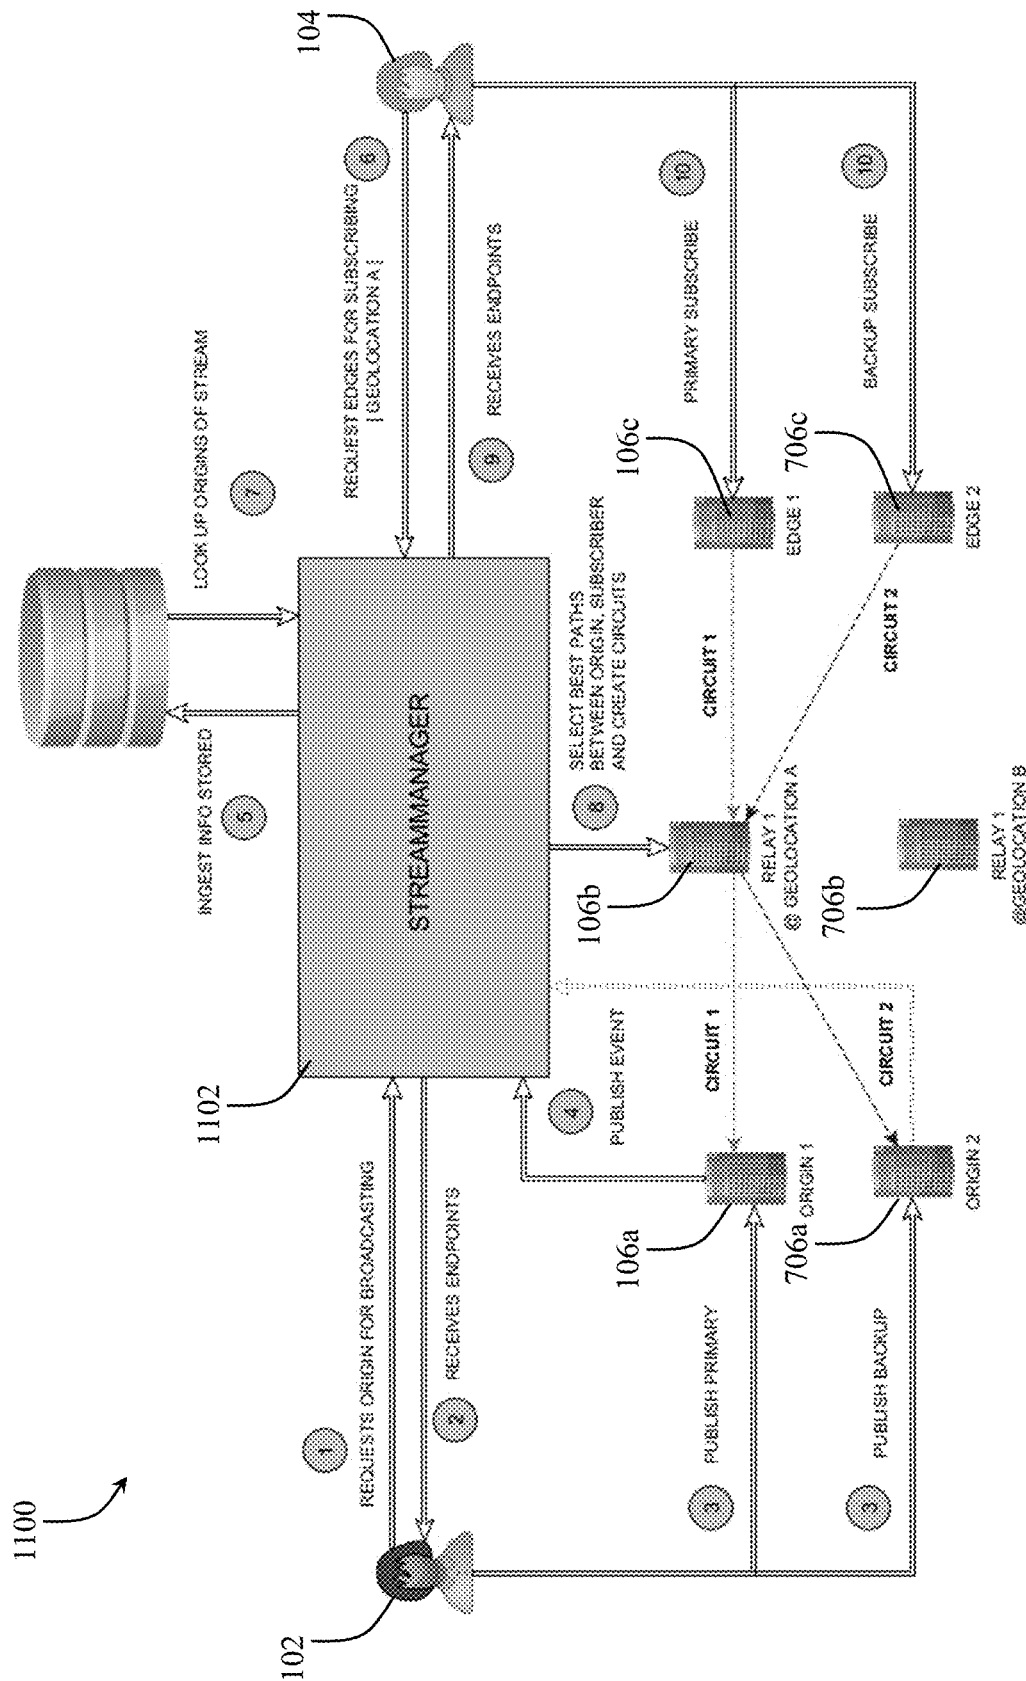 1100
102
104
1102
STREAMMANAGER
1
REQUESTS ORIGIN FOR BROADCASTING
2
RECEIVES ENDPOINTS
INGEST INFO STORED
5
LOOK UP ORIGINS OF STREAM
7
REQUEST EDGES FOR SUBSCRIBING
[GEOLOCATION A]
6
9
RECEIVES ENDPOINTS
4
PUBLISH EVENT
8
SELECT BEST PATHS
BETWEEN ORIGIN, SUBSCRIBER
AND CREATE CIRCUITS
3
PUBLISH PRIMARY
106a
ORIGIN 1
CIRCUIT 1
106b
RELAY 1
@ GEOLOCATION A
CIRCUIT 1
106c
EDGE 1
PRIMARY SUBSCRIBE
10
3
PUBLISH BACKUP
706a
ORIGIN 2
CIRCUIT 2
706b
RELAY 1
@GEOLOCATION B
CIRCUIT 2
706c
EDGE 2
BACKUP SUBSCRIBE
10